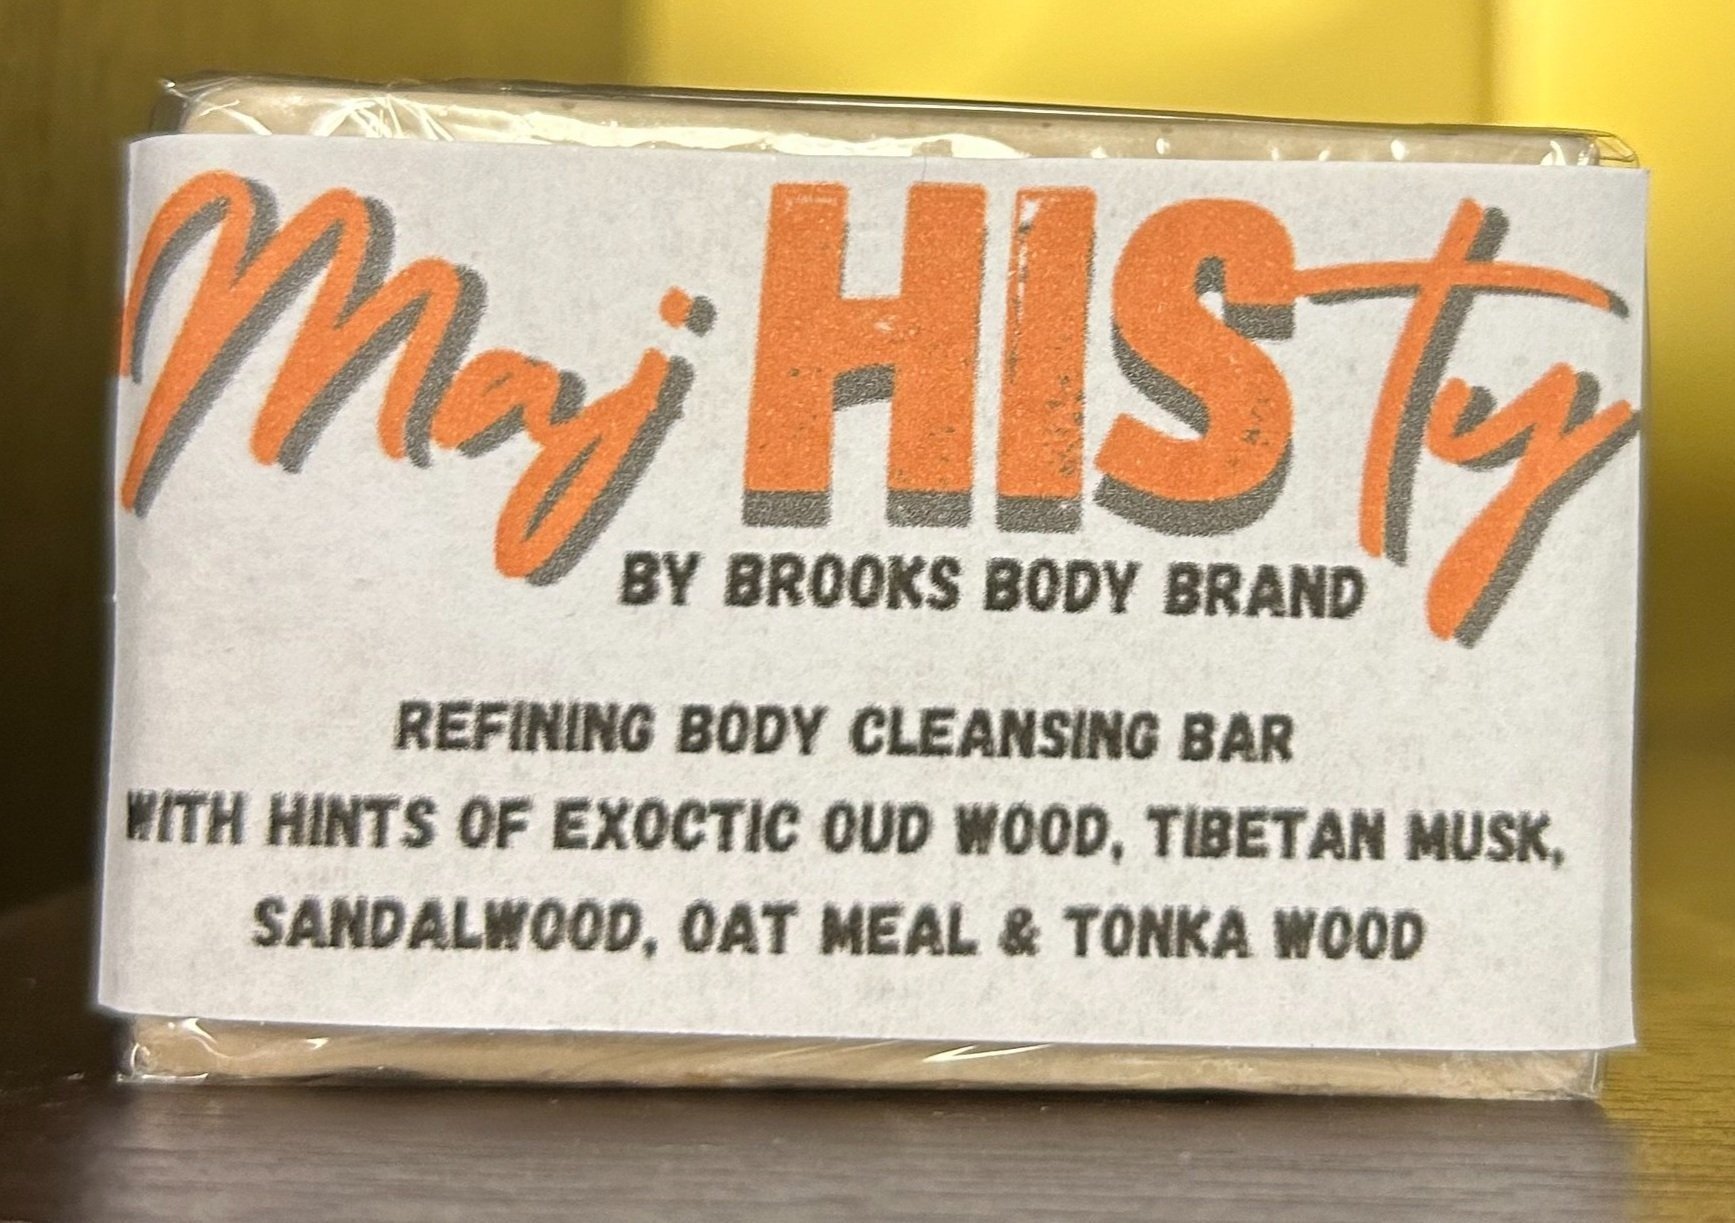 MajHISty
BY BROOKS BODY BRAND
REFINING BODY CLEANSING BAR
WITH HINTS OF EXOCTIC OUD WOOD, TIBETAN MUSK,
SANDALWOOD, OAT MEAL & TONKA WOOD